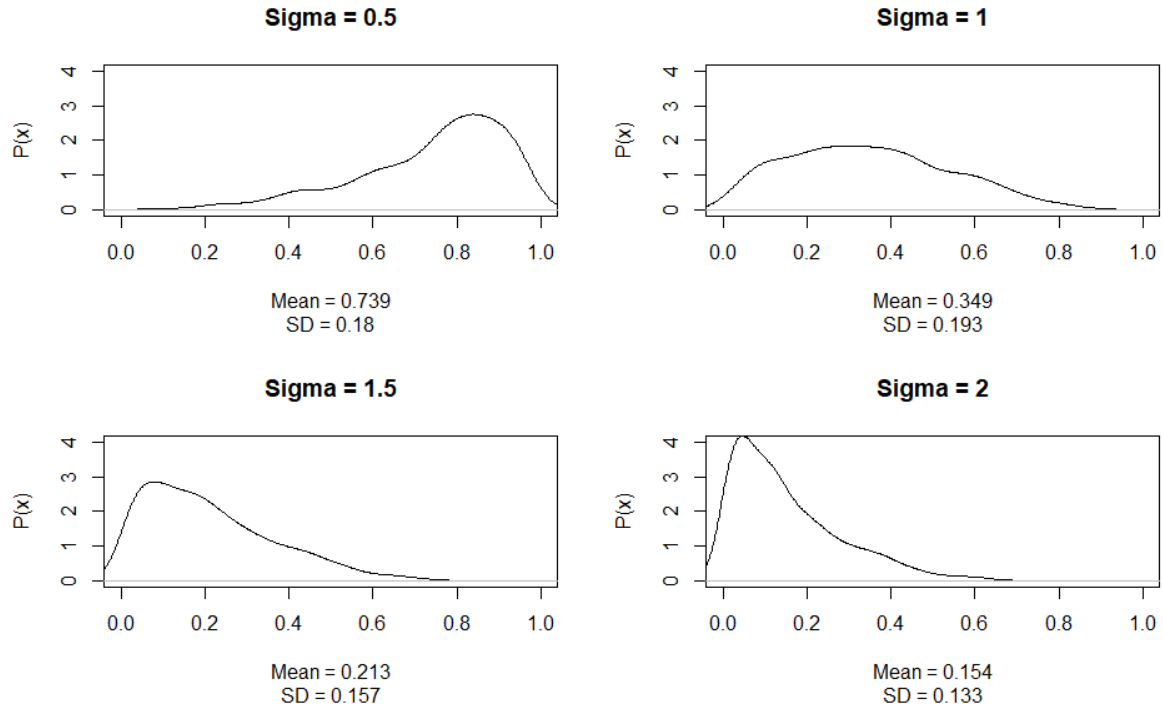 Sigma = 0.5
P(x)
4
3
2
1
0
0.0 0.2 0.4 0.6 0.8 1.0
Mean = 0.739
SD = 0.18
Sigma = 1
P(x)
4
3
2
1
0
0.0 0.2 0.4 0.6 0.8 1.0
Mean = 0.349
SD = 0.193
Sigma = 1.5
P(x)
4
3
2
1
0
0.0 0.2 0.4 0.6 0.8 1.0
Mean = 0.213
SD = 0.157
Sigma = 2
P(x)
4
3
2
1
0
0.0 0.2 0.4 0.6 0.8 1.0
Mean = 0.154
SD = 0.133